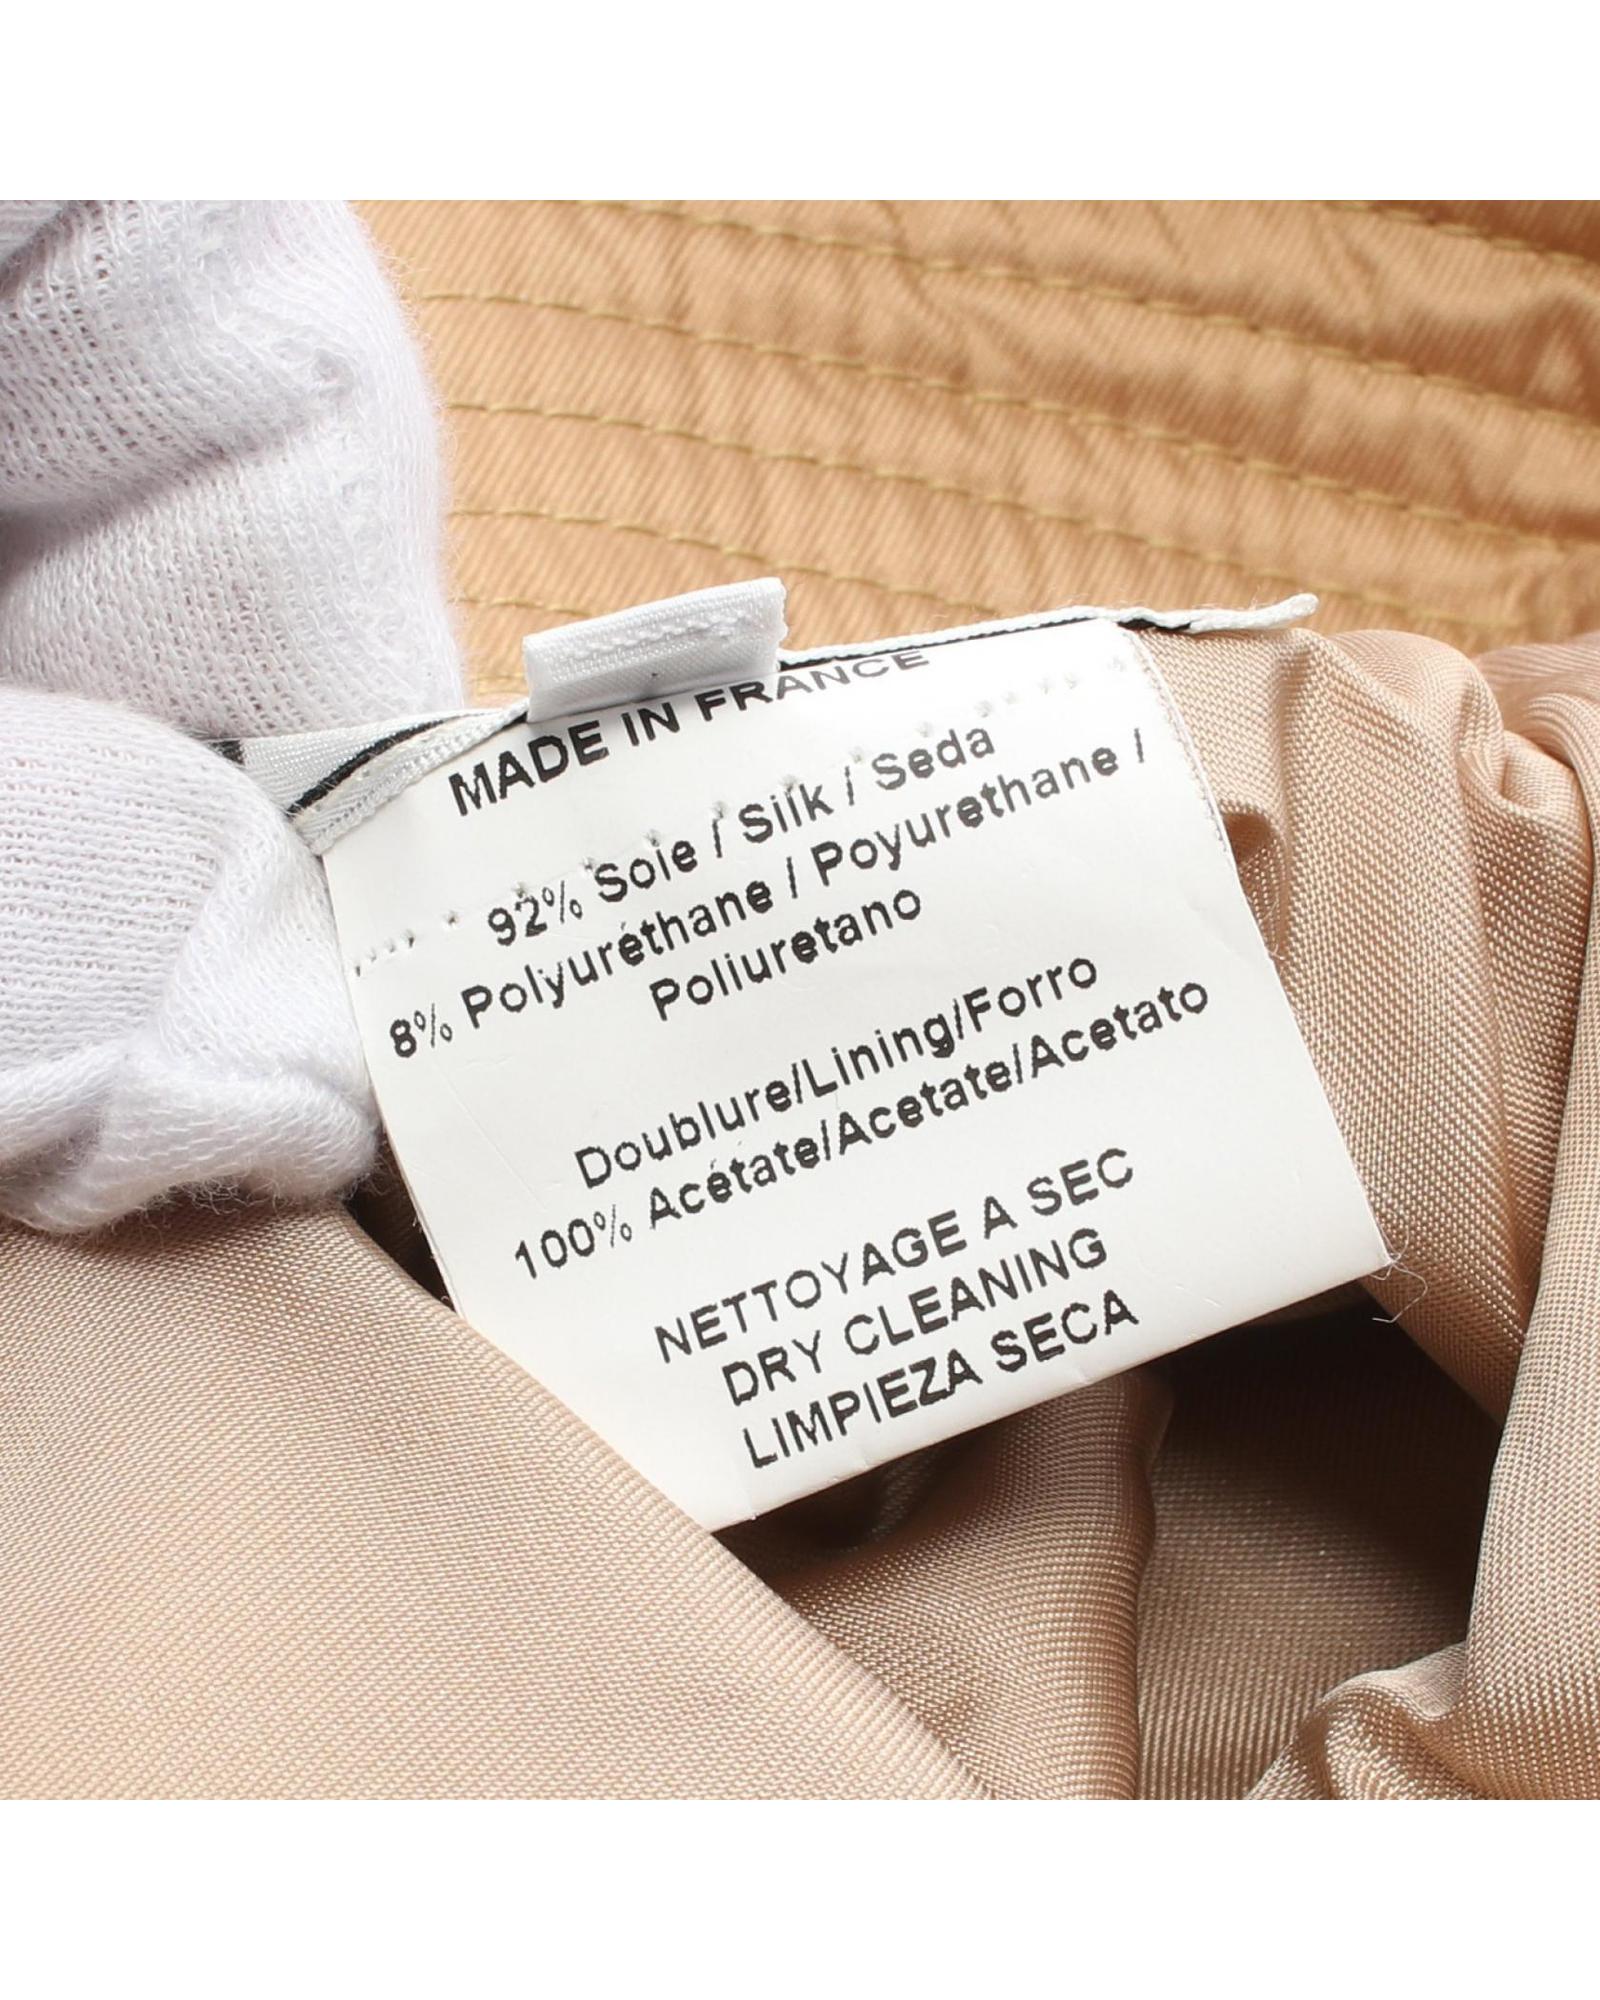 MADE IN FRANCE
92% Soie / Silk / Seda
8% Polyuréthane / Poyurethane /
Poliuretano
Doublure/Lining/Forro
100% Acétate/Acetate/Acetato
NETTOYAGE A SEC
DRY CLEANING
LIMPIEZA SECA